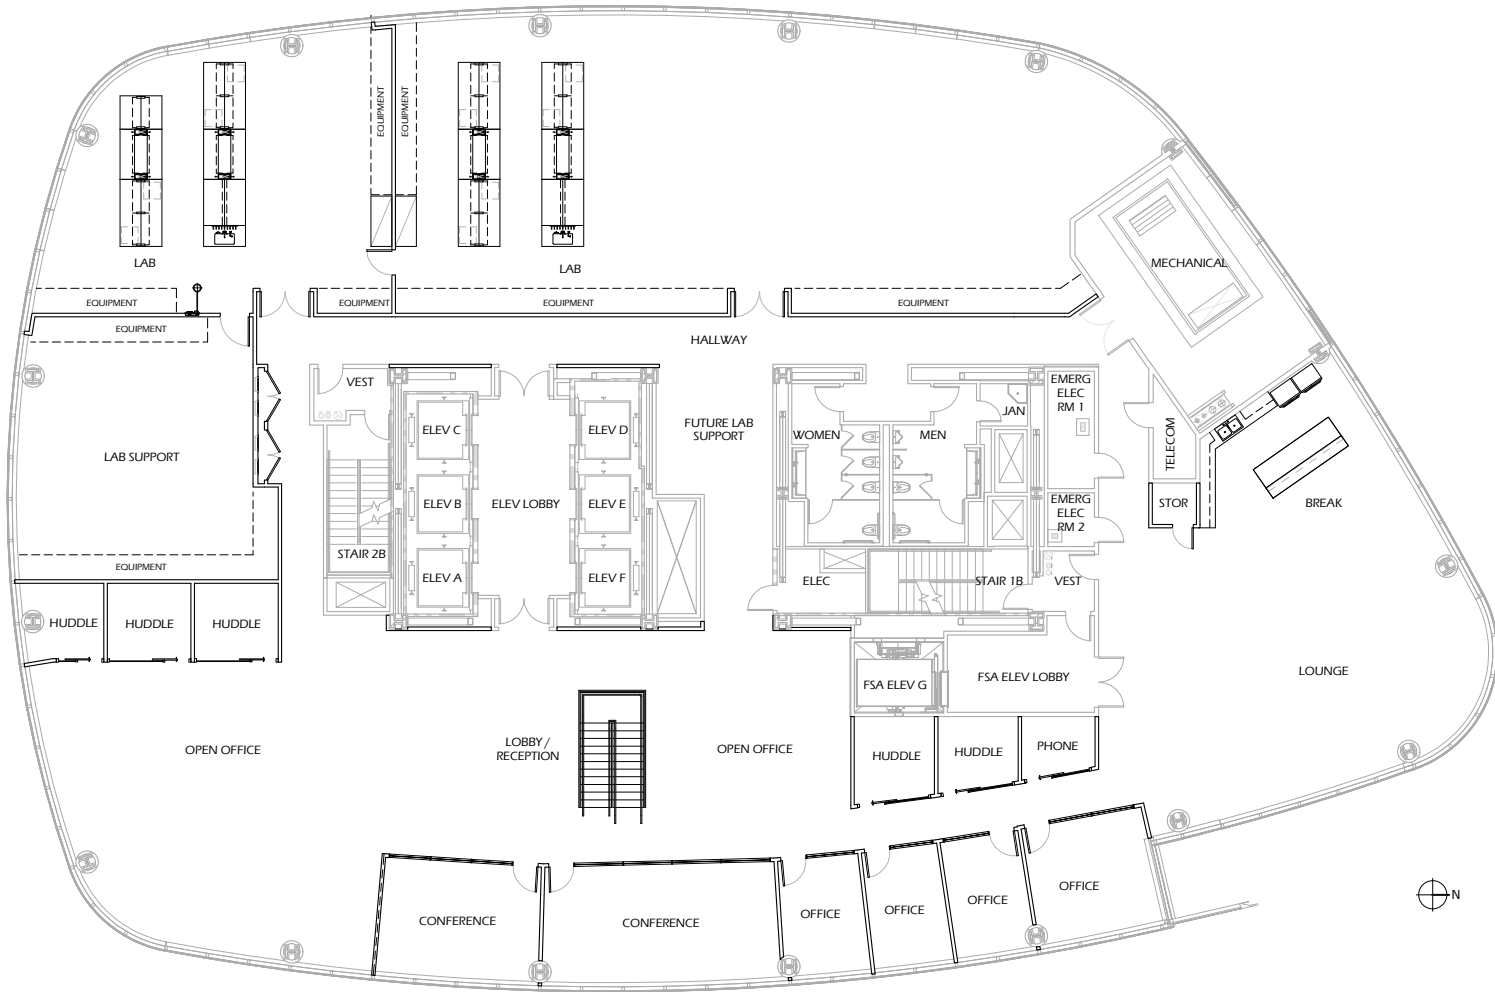 EQUIPMENT
EQUIPMENT
LAB
LAB
MECHANICAL
EQUIPMENT
EQUIPMENT
EQUIPMENT
EQUIPMENT
EQUIPMENT
HALLWAY
VEST
EMERG
ELEC
RM 1
JAN
ELEV C
ELEV D
FUTURE LAB
SUPPORT
WOMEN
MEN
TELECOM
LAB SUPPORT
ELEV B
ELEV LOBBY
ELEV E
EMERG
ELEC
RM 2
STOR
BREAK
STAIR 2B
EQUIPMENT
ELEV A
ELEV F
ELEC
STAIR 1B
VEST
HUDDLE
HUDDLE
HUDDLE
FSA ELEV G
FSA ELEV LOBBY
LOUNGE
OPEN OFFICE
LOBBY /
RECEPTION
OPEN OFFICE
HUDDLE
HUDDLE
PHONE
CONFERENCE
CONFERENCE
OFFICE
OFFICE
OFFICE
OFFICE
N